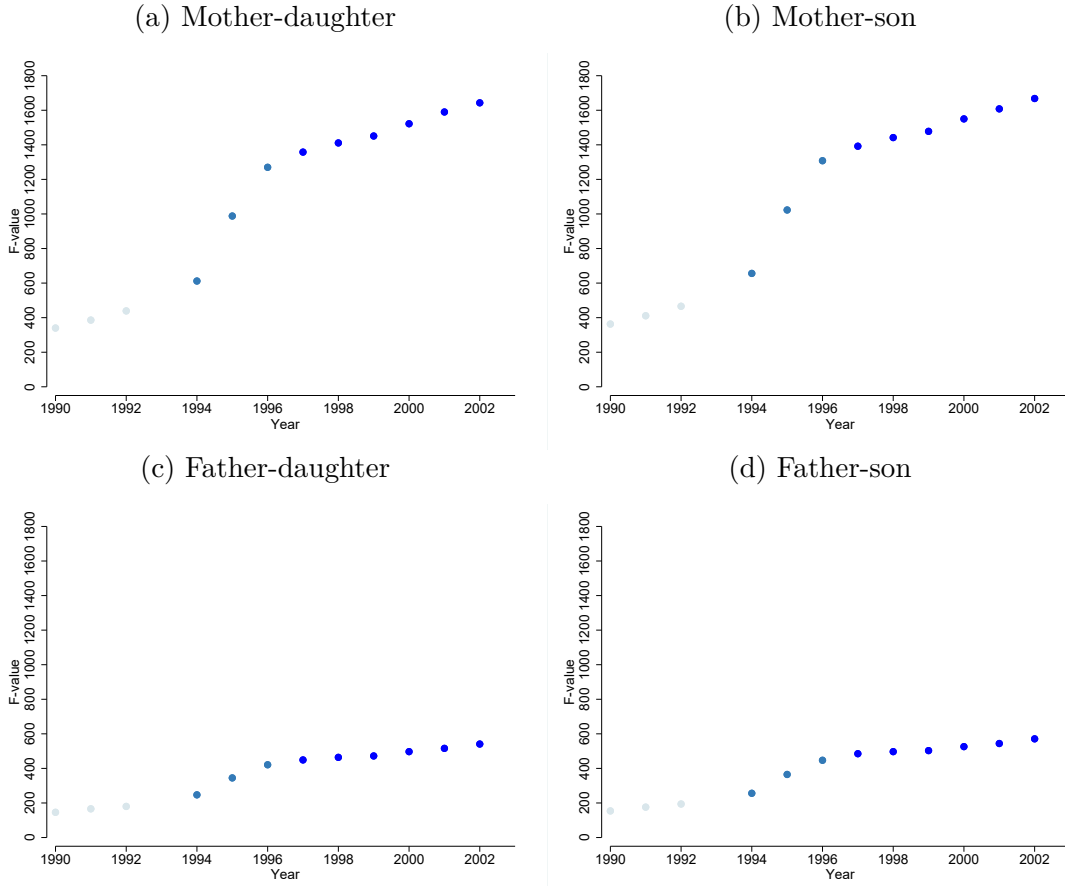 (a) Mother-daughter
(b) Mother-son
F-value
0 200 400 600 800 1000 1200 1400 1600 1800
1990 1992 1994 1996 1998 2000 2002
Year
F-value
0 200 400 600 800 1000 1200 1400 1600 1800
1990 1992 1994 1996 1998 2000 2002
Year
(c) Father-daughter
(d) Father-son
F-value
0 200 400 600 800 1000 1200 1400 1600 1800
1990 1992 1994 1996 1998 2000 2002
Year
F-value
0 200 400 600 800 1000 1200 1400 1600 1800
1990 1992 1994 1996 1998 2000 2002
Year